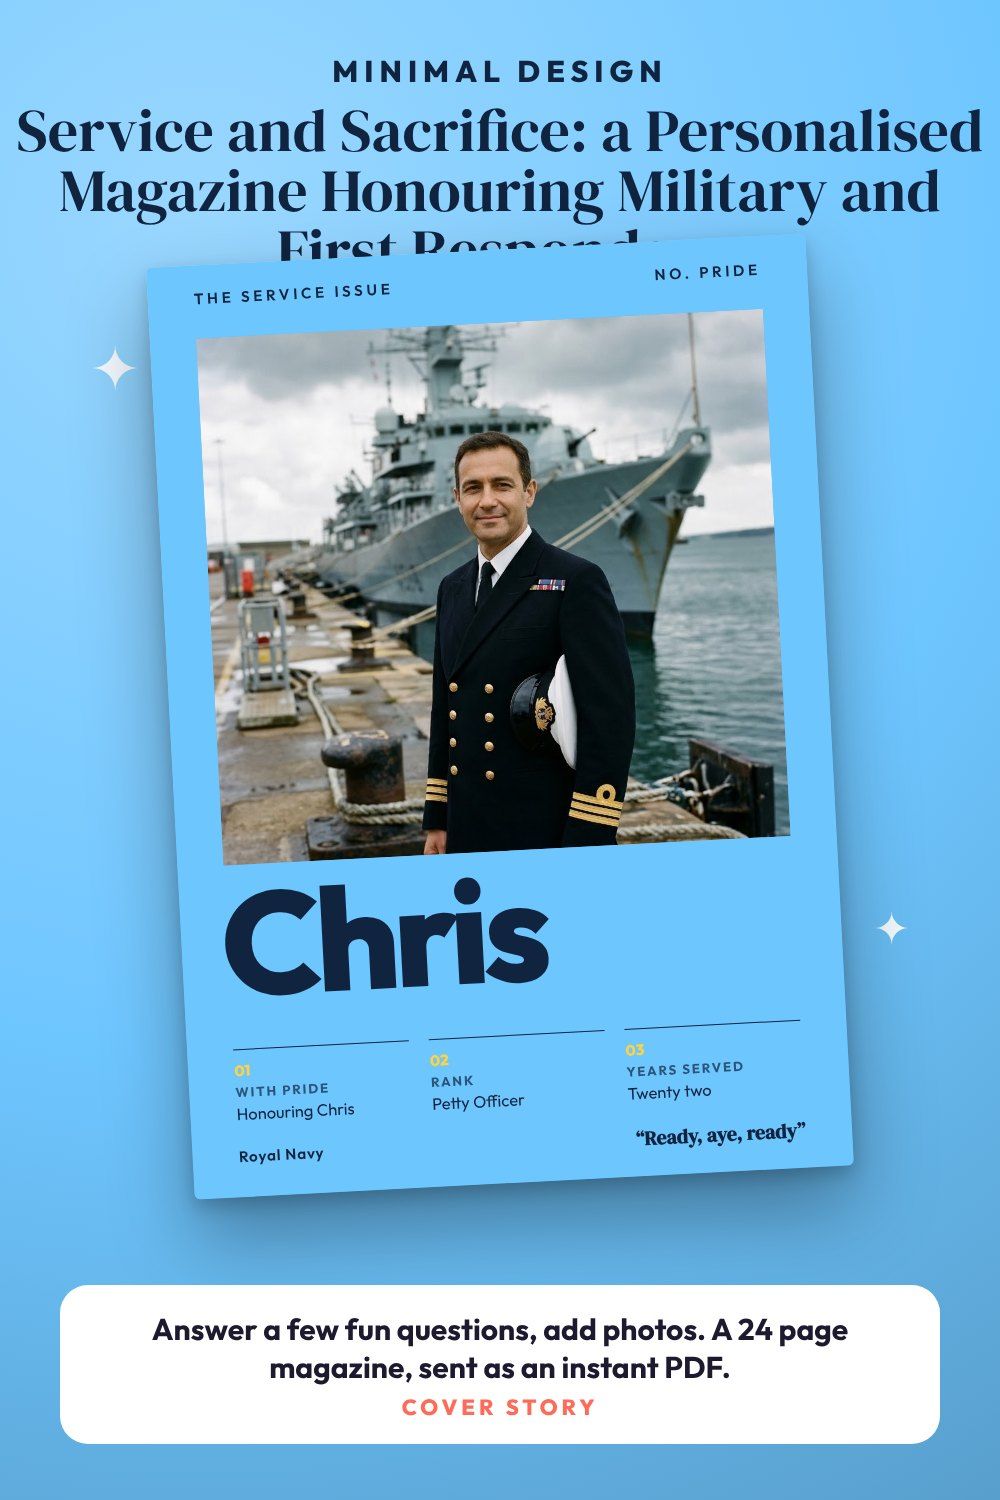 MINIMAL DESIGN
Service and Sacrifice: a Personalised
Magazine Honouring Military and
First
THE SERVICE ISSUE
NO. PRIDE
Chris
01
WITH PRIDE
Honouring Chris
02
RANK
Petty Officer
03
YEARS SERVED
Twenty two
Royal Navy
“Ready, aye, ready”
Answer a few fun questions, add photos. A 24 page
magazine, sent as an instant PDF.
COVER STORY